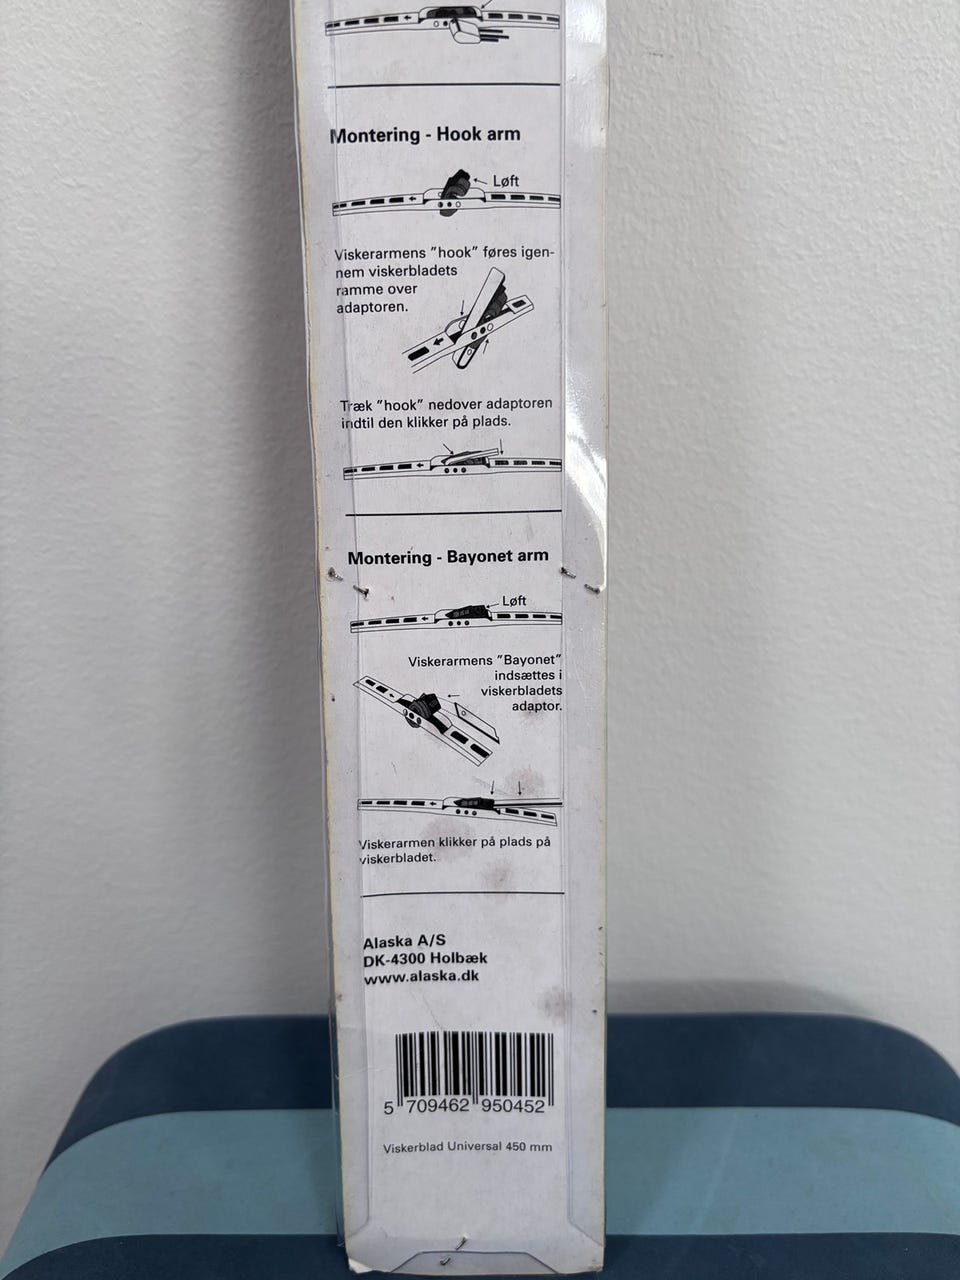 Montering - Hook arm
Løft
Viskerarmens ”hook” føres igen-
nem viskerbladets
ramme over
adaptoren.
Træk ”hook” nedover adaptoren
indtil den klikker på plads.
Montering - Bayonet arm
Løft
Viskerarmens ”Bayonet”
indsættes i
viskerbladets
adaptor.
Viskerarmen klikker på plads på
viskerbladet.
Alaska A/S
DK-4300 Holbæk
www.alaska.dk
5 709462 950452
Viskerblad Universal 450 mm